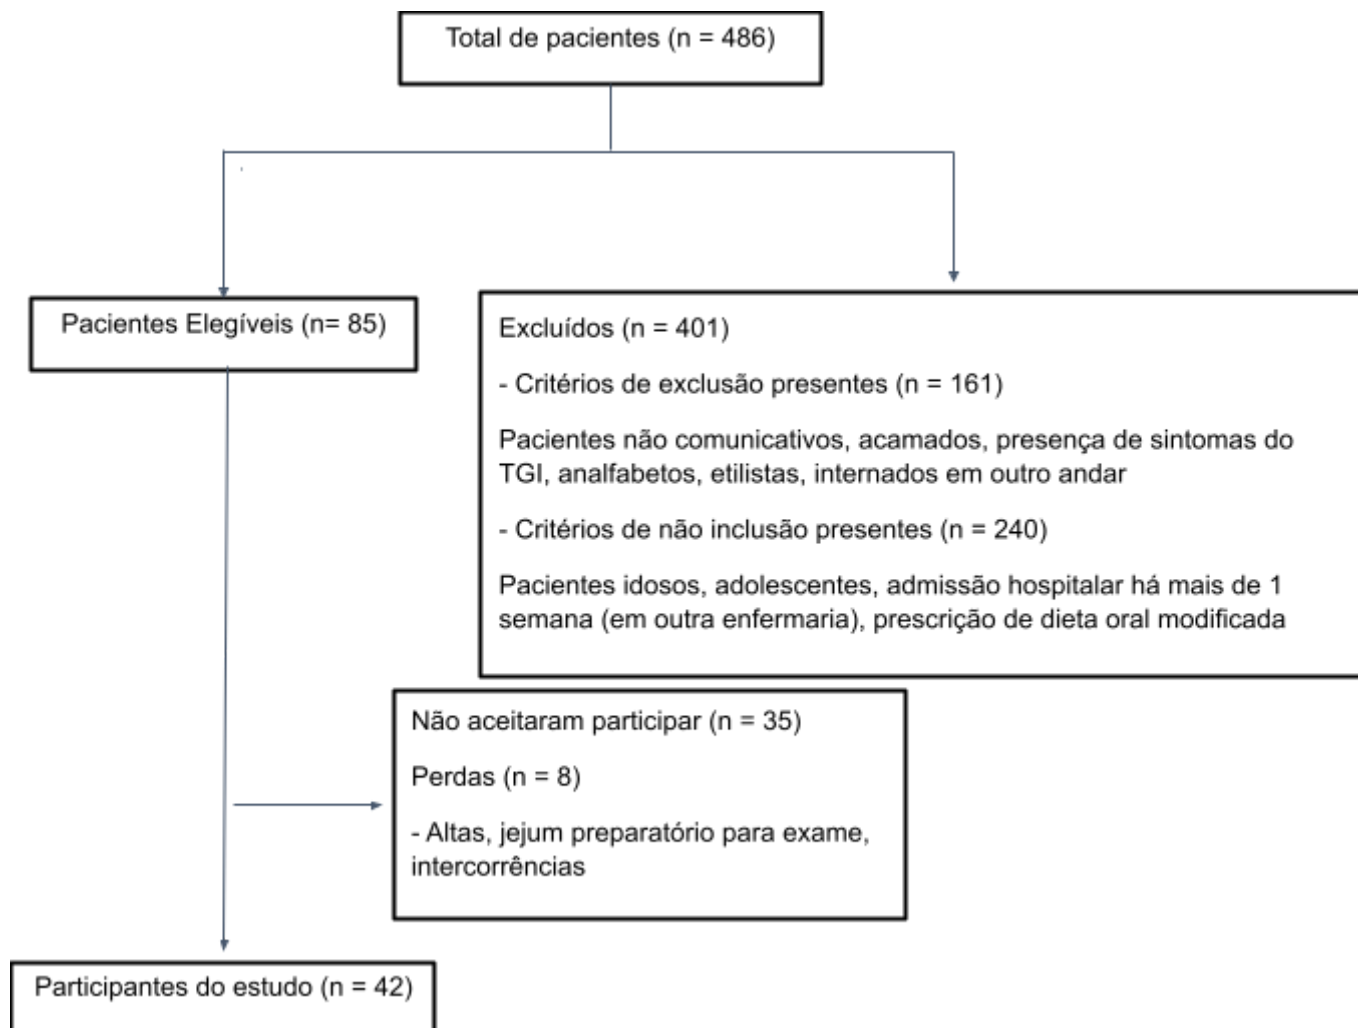 Total de pacientes (n = 486)
Pacientes Elegíveis (n= 85)
Excluídos (n = 401)
- Critérios de exclusão presentes (n = 161)
Pacientes não comunicativos, acamados, presença de sintomas do
TGI, analfabetos, etilistas, internados em outro andar
- Critérios de não inclusão presentes (n = 240)
Pacientes idosos, adolescentes, admissão hospitalar há mais de 1
semana (em outra enfermaria), prescrição de dieta oral modificada
Não aceitaram participar (n = 35)
Perdas (n = 8)
- Altas, jejum preparatório para exame,
intercorrências
Participantes do estudo (n = 42)